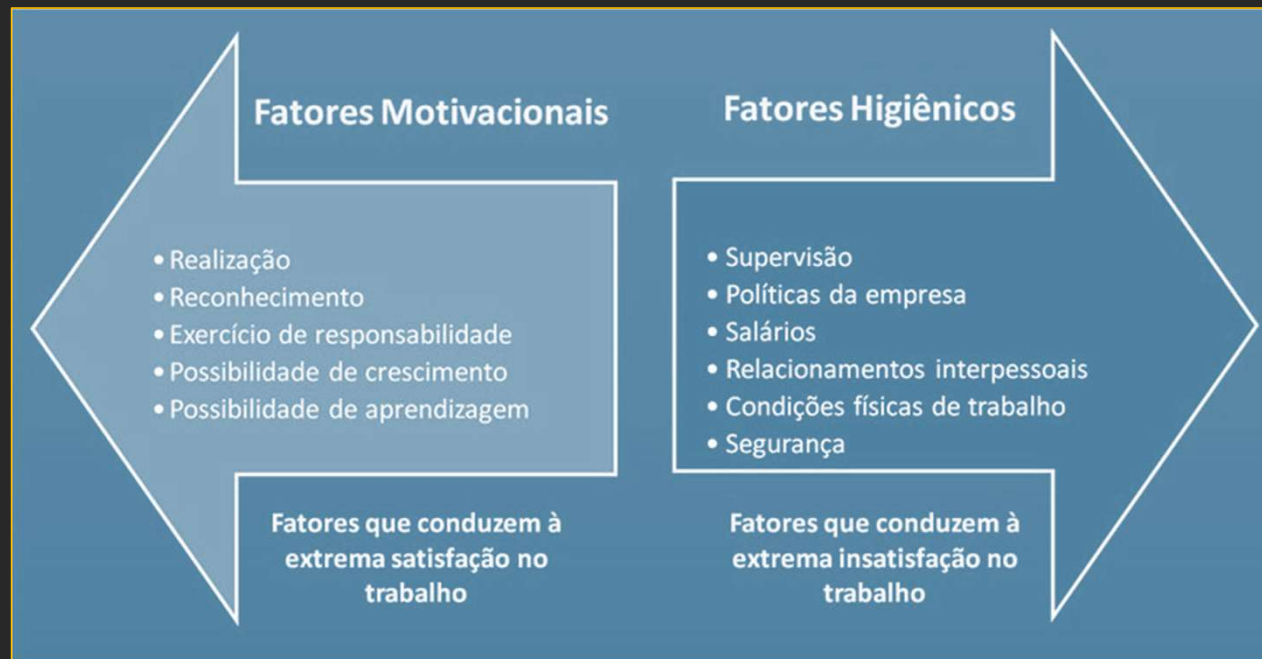 Fatores Motivacionais
• Realização
• Reconhecimento
• Exercício de responsabilidade
• Possibilidade de crescimento
• Possibilidade de aprendizagem
Fatores que conduzem à
extrema satisfação no
trabalho
Fatores Higiênicos
• Supervisão
• Políticas da empresa
• Salários
• Relacionamentos interpessoais
• Condições físicas de trabalho
• Segurança
Fatores que conduzem à
extrema insatisfação no
trabalho